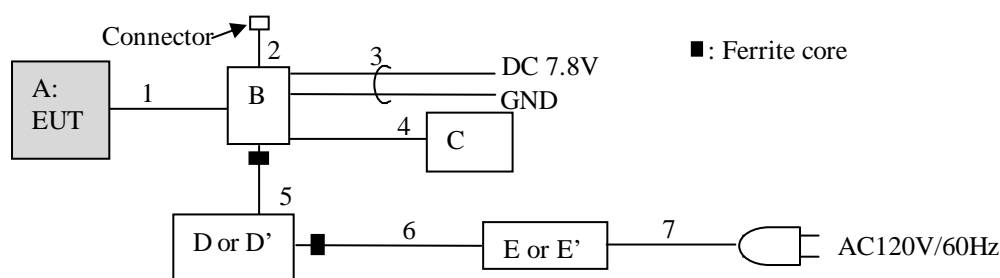 Connector
2
3
DC 7.8V
: Ferrite core
A:
EUT
1
B
GND
4
C
5
D or D’
6
E or E’
7
AC120V/60Hz